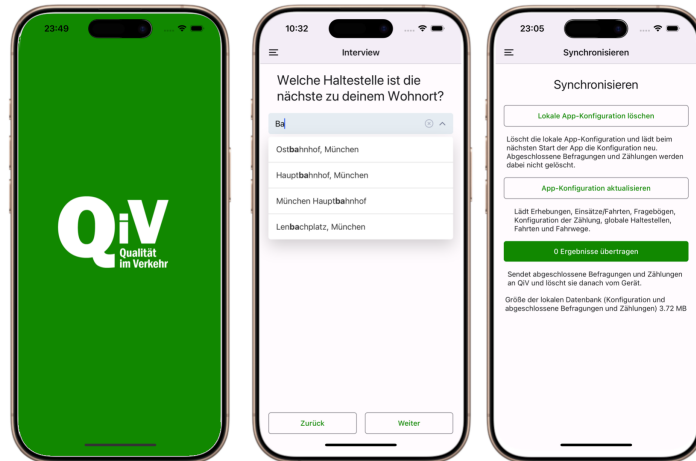 23:49
QiV
Qualität
im Verkehr
10:32
Interview
Welche Haltestelle ist die
nächste zu deinem Wohnort?
Ba
Ostbahnhof, München
Hauptbahnhof, München
München Hauptbahnhof
Lenbachplatz, München
Zurück
Weiter
23:05
Synchronisieren
Synchronisieren
Lokale App-Konfiguration löschen
Löscht die lokale App-Konfiguration und lädt beim
nächsten Start der App die Konfiguration neu.
Abgeschlossene Befragungen und Zählungen werden
dabei nicht gelöscht.
App-Konfiguration aktualisieren
Lädt Erhebungen, Einsätze/Fahrten, Fragebögen,
Konfiguration der Zählung, globale Haltestellen,
Fahrten und Fahrwege.
0 Ergebnisse übertragen
Sendet abgeschlossene Befragungen und Zählungen
an QiV und löscht sie danach vom Gerät.
Größe der lokalen Datenbank (Konfiguration und
abgeschlossene Befragungen und Zählungen) 3.72 MB